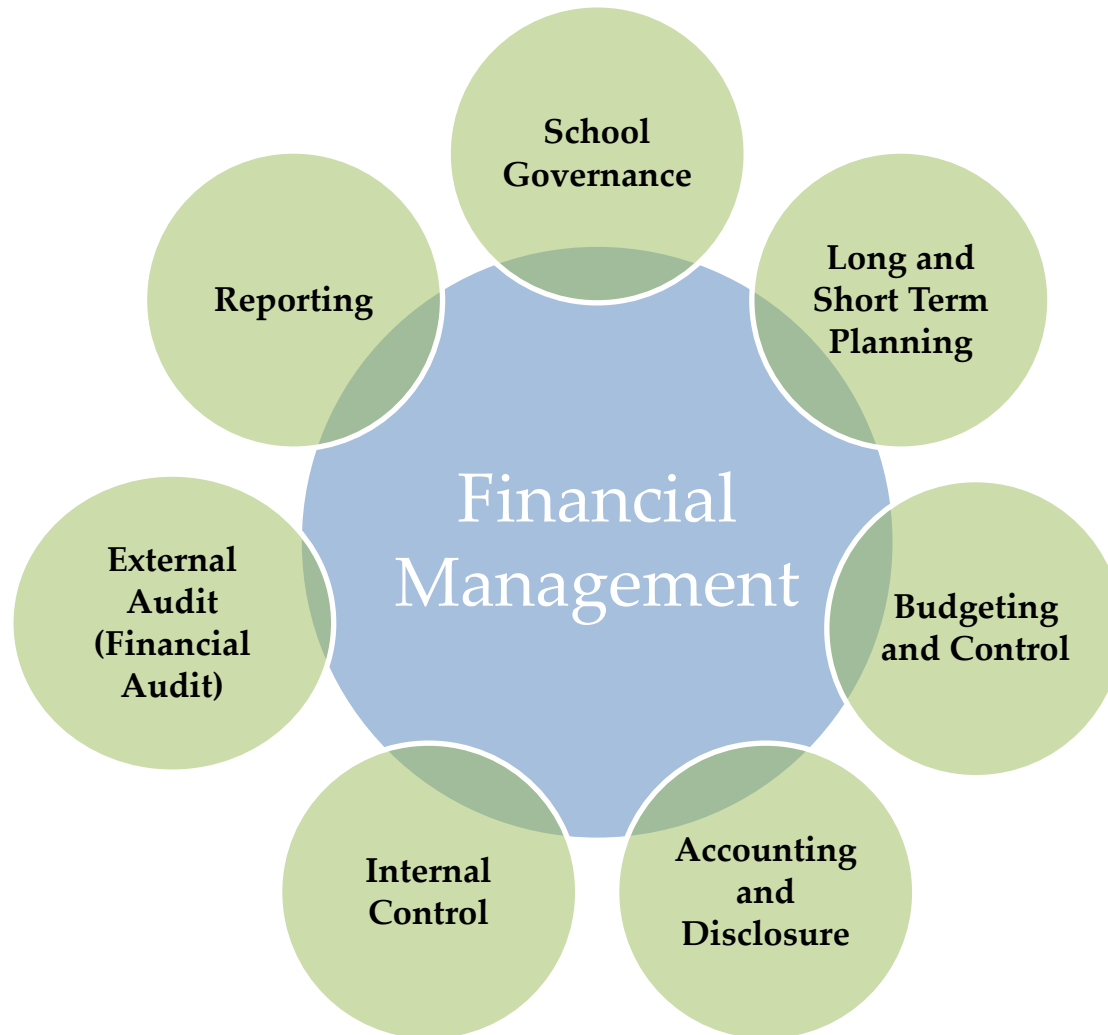 School
Governance
Long and
Short Term
Planning
Budgeting
and Control
Accounting
and
Disclosure
Internal
Control
External
Audit
(Financial
Audit)
Reporting
Financial
Management